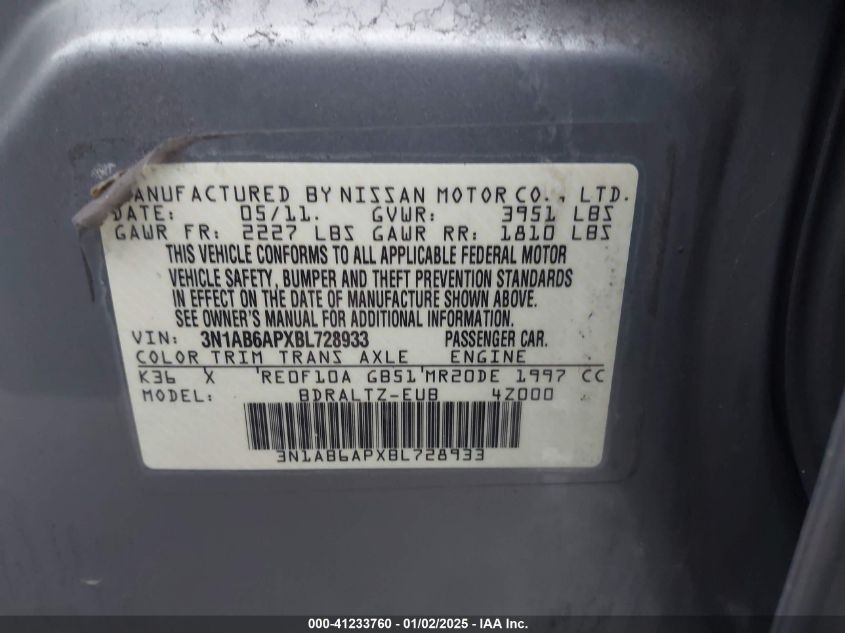 MANUFACTURED BY NISSAN MOTOR CO., LTD.
DATE: 05/11. GVWR: 3951 LBS
GAWR FR: 2227 LBS GAWR RR: 1810 LBS
THIS VEHICLE CONFORMS TO ALL APPLICABLE FEDERAL MOTOR
VEHICLE SAFETY, BUMPER AND THEFT PREVENTION STANDARDS
IN EFFECT ON THE DATE OF MANUFACTURE SHOWN ABOVE.
SEE OWNER'S MANUAL FOR ADDITIONAL INFORMATION.
VIN: 3N1AB6APXBL728933 PASSENGER CAR.
COLOR TRIM TRANS AXLE ENGINE
K36 X 'RE0F10A GB51'MR20DE 1997 CC
MODEL: BDRALTZ-EUB 4Z000
3N1AB6APXBL728933
000-41233760 - 01/02/2025 - IAA Inc.